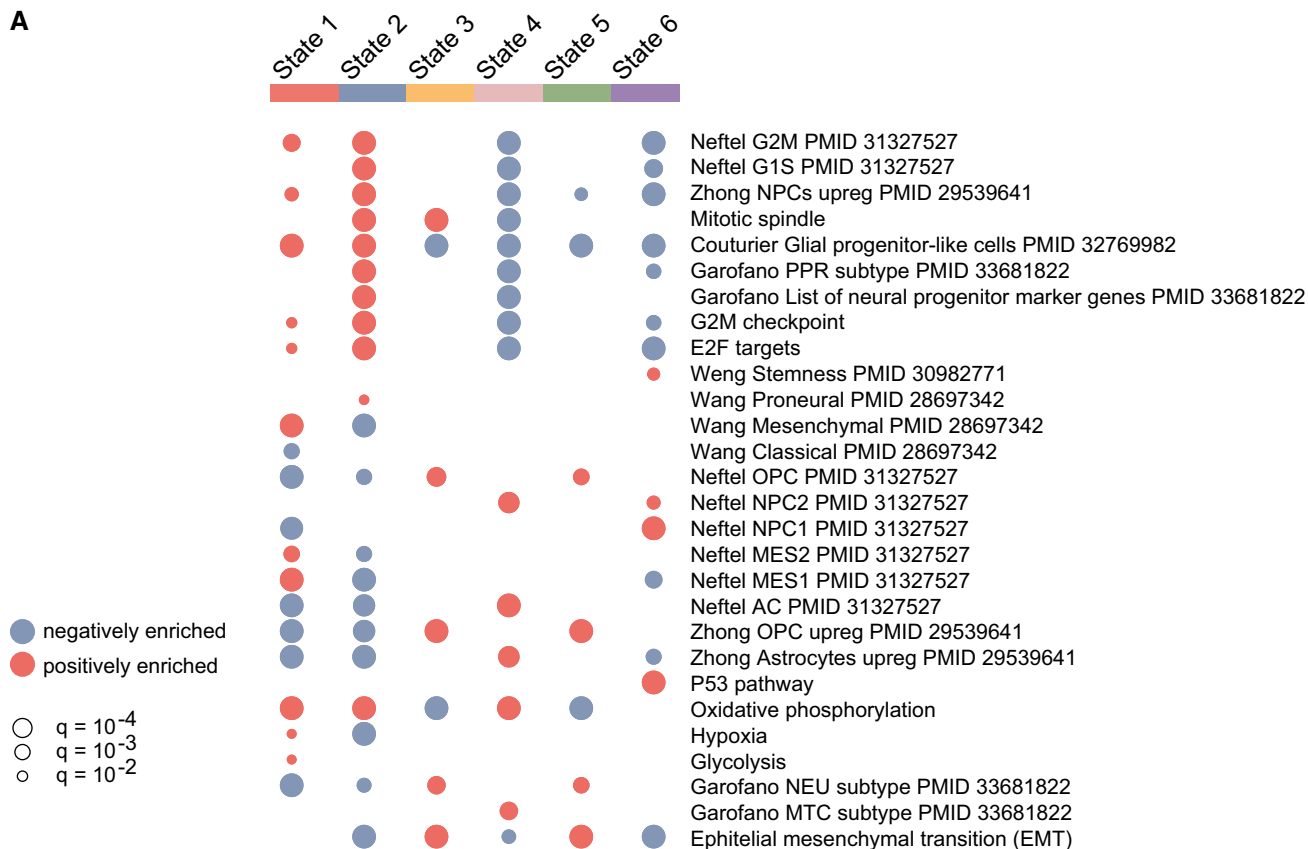 A
State 1
State 2
State 3
State 4
State 5
State 6
Neftel G2M PMID 31327527
Neftel G1S PMID 31327527
Zhong NPCs upreg PMID 29539641
Mitotic spindle
Couturier Glial progenitor-like cells PMID 32769982
Garofano PPR subtype PMID 33681822
Garofano List of neural progenitor marker genes PMID 33681822
G2M checkpoint
E2F targets
Weng Stemness PMID 30982771
Wang Proneural PMID 28697342
Wang Mesenchymal PMID 28697342
Wang Classical PMID 28697342
Neftel OPC PMID 31327527
Neftel NPC2 PMID 31327527
Neftel NPC1 PMID 31327527
Neftel MES2 PMID 31327527
Neftel MES1 PMID 31327527
Neftel AC PMID 31327527
Zhong OPC upreg PMID 29539641
Zhong Astrocytes upreg PMID 29539641
P53 pathway
Oxidative phosphorylation
Hypoxia
Glycolysis
Garofano NEU subtype PMID 33681822
Garofano MTC subtype PMID 33681822
Ephitelial mesenchymal transition (EMT)
negatively enriched
positively enriched
q = 10⁻⁴
q = 10⁻³
q = 10⁻²